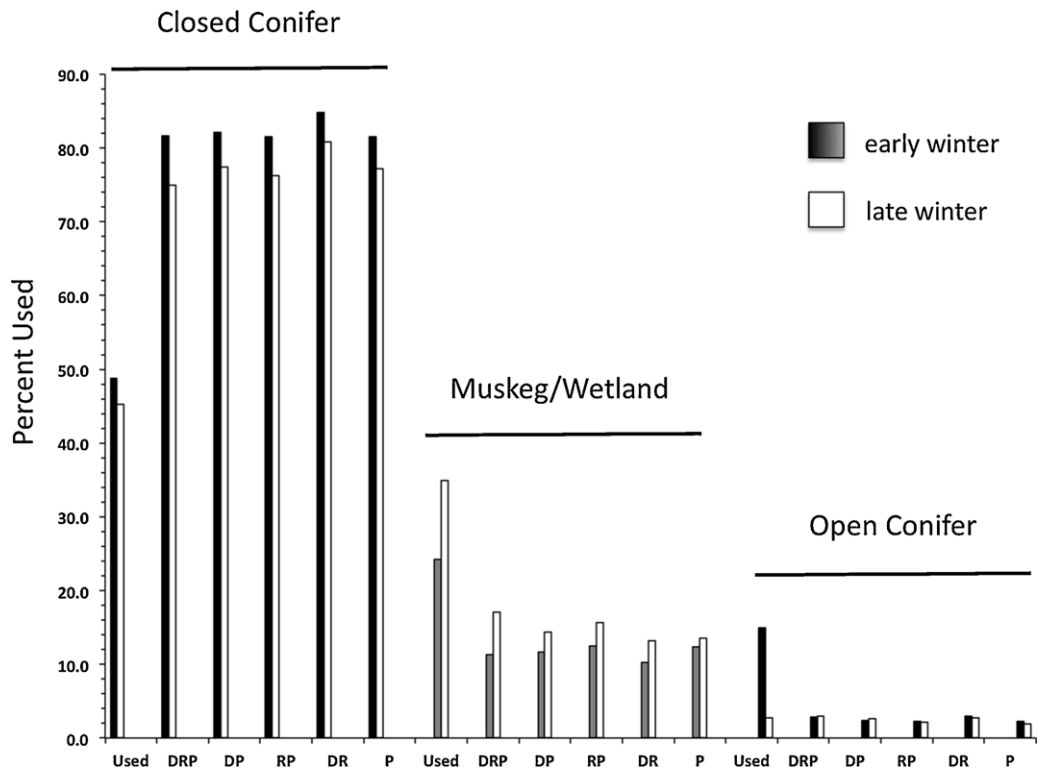 Closed Conifer
90.0
80.0
70.0
60.0
50.0
40.0
30.0
20.0
10.0
0.0
Percent Used
early winter
late winter
Muskeg/Wetland
Open Conifer
Used DRP DP RP DR P Used DRP DP RP DR P Used DRP DP RP DR P